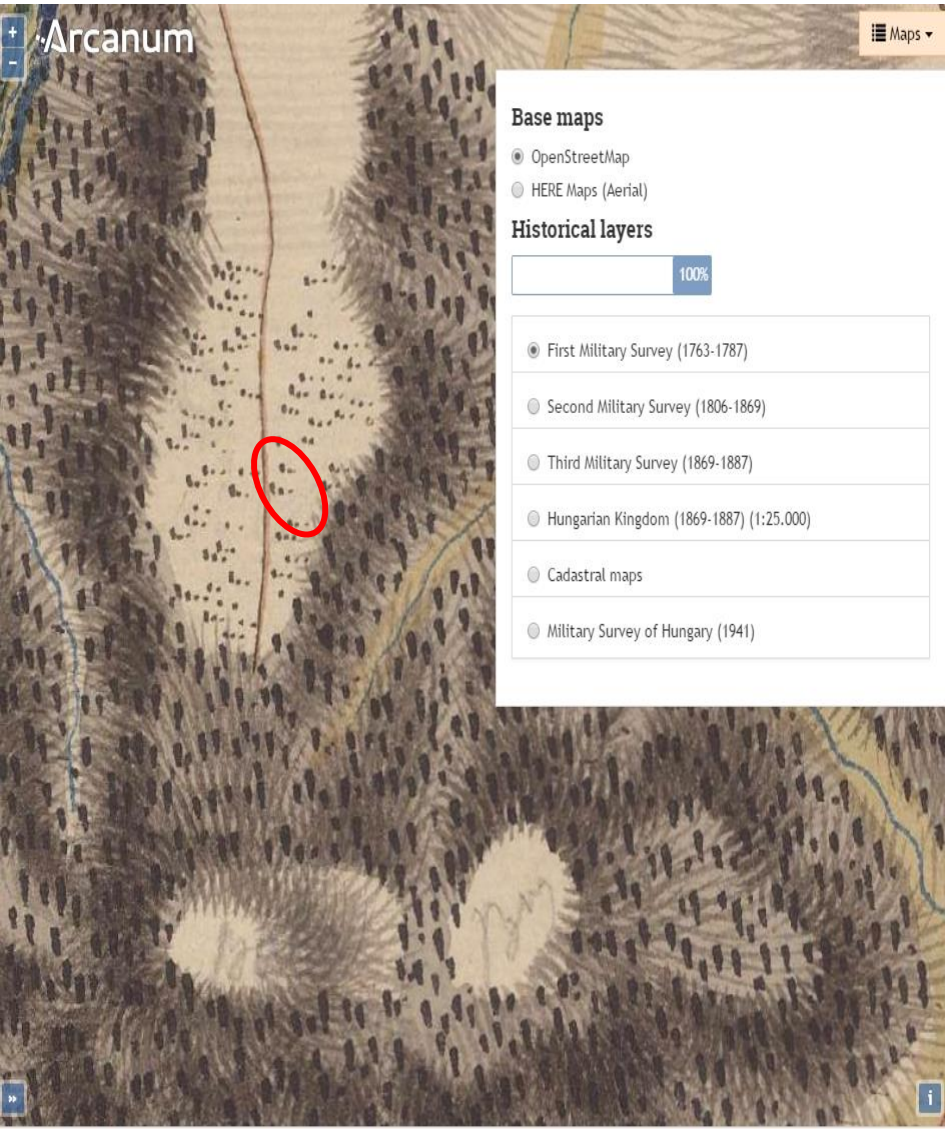 +
-
Arcanum
Maps
Base maps
OpenStreetMap
HERE Maps (Aerial)
Historical layers
100%
First Military Survey (1763-1787)
Second Military Survey (1806-1869)
Third Military Survey (1869-1887)
Hungarian Kingdom (1869-1887) (1:25.000)
Cadastral maps
Military Survey of Hungary (1941)
»
i